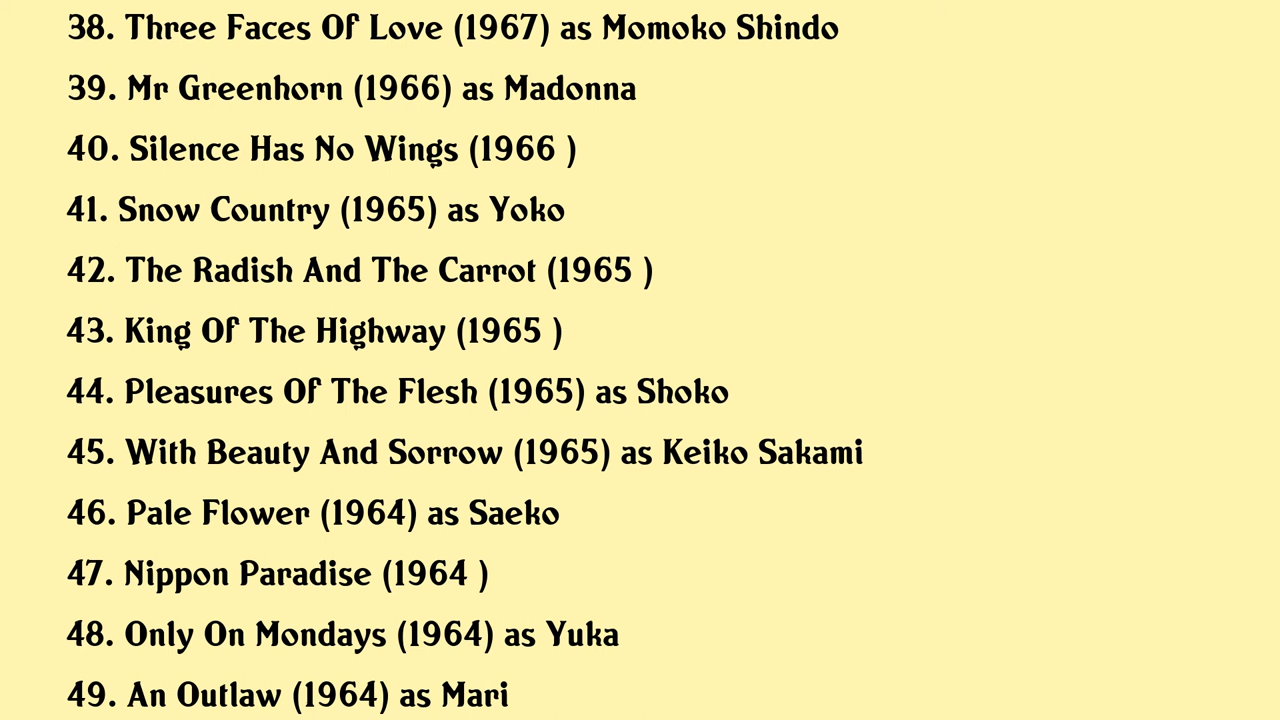 38. Three Faces Of Love (1967) as Momoko Shindo
39. Mr Greenhorn (1966) as Madonna
40. Silence Has No Wings (1966 )
41. Snow Country (1965) as Yoko
42. The Radish And The Carrot (1965 )
43. King Of The Highway (1965 )
44. Pleasures Of The Flesh (1965) as Shoko
45. With Beauty And Sorrow (1965) as Keiko Sakami
46. Pale Flower (1964) as Saeko
47. Nippon Paradise (1964 )
48. Only On Mondays (1964) as Yuka
49. An Outlaw (1964) as Mari